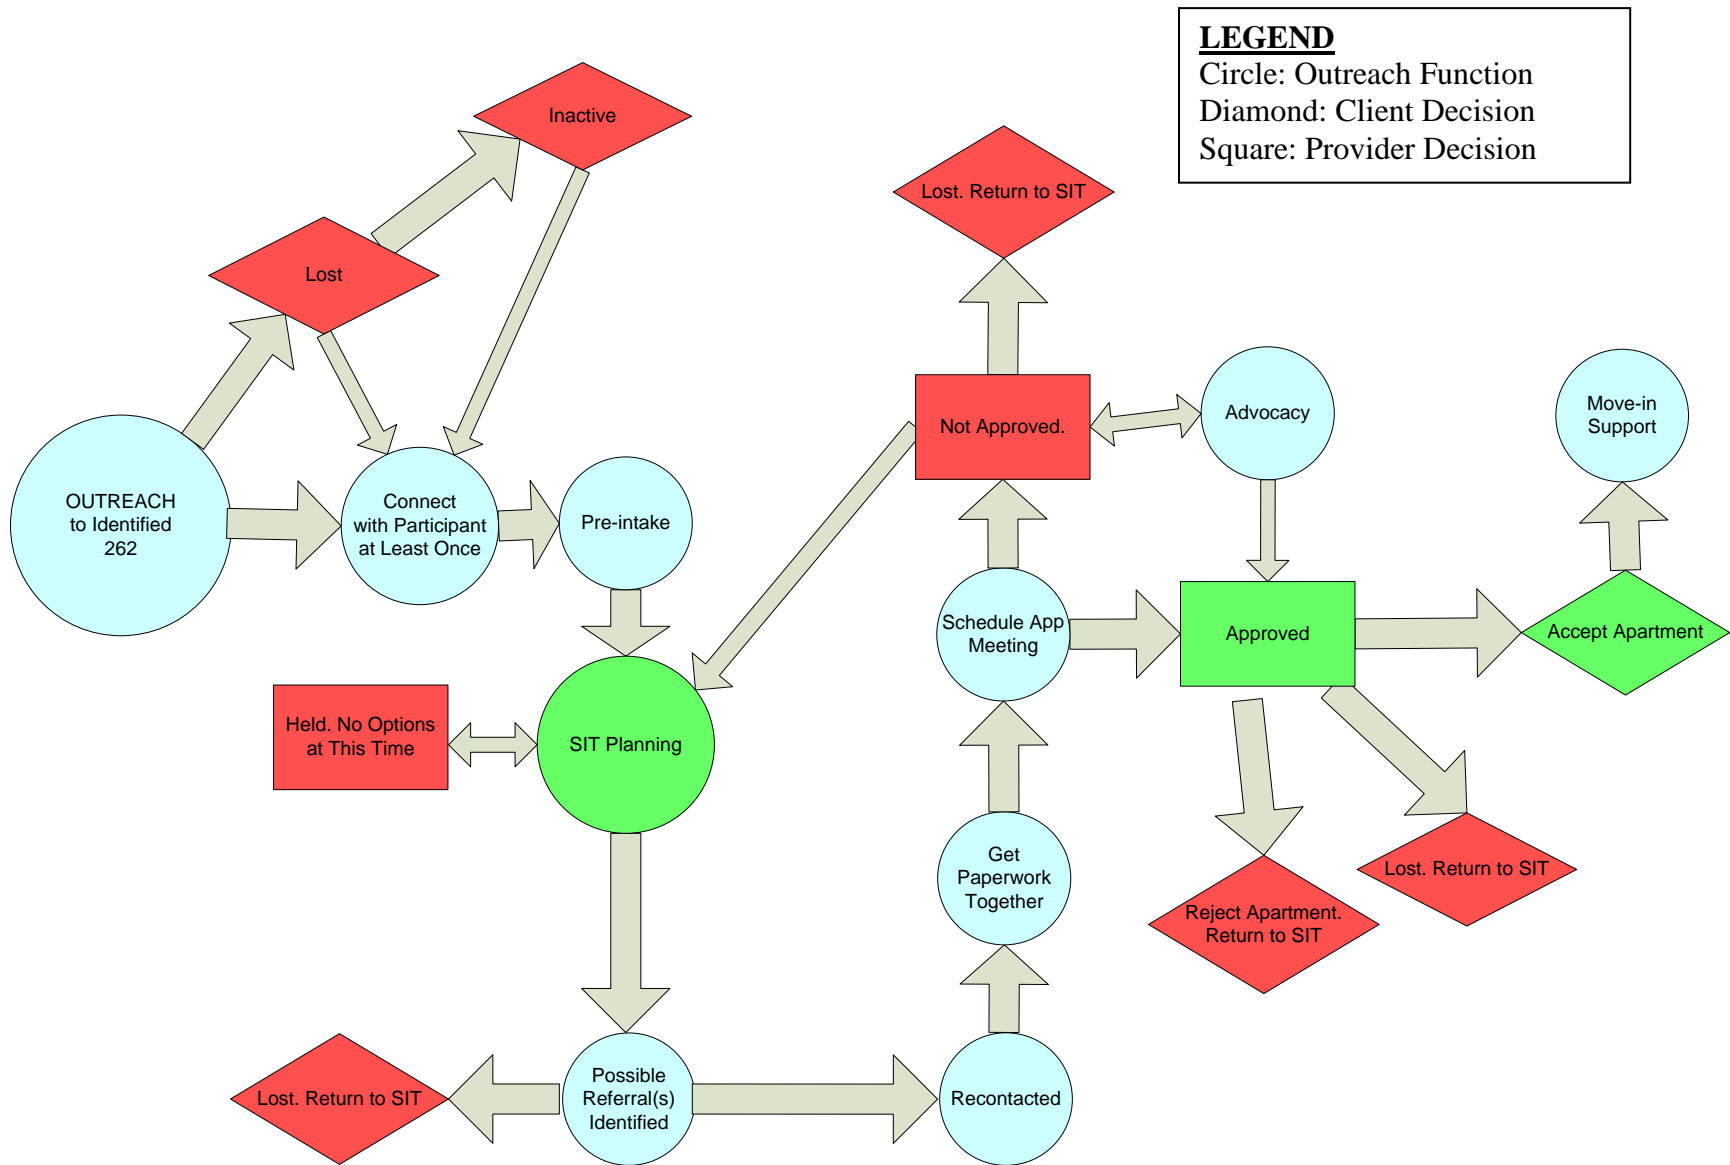 LEGEND
Circle: Outreach Function
Diamond: Client Decision
Square: Provider Decision
Inactive
Lost. Return to SIT
Lost
Advocacy
Move-in
Support
Not Approved.
OUTREACH
to Identified
262
Connect
with Participant
at Least Once
Pre-intake
Schedule App
Meeting
Approved
Accept Apartment
Held. No Options
at This Time
SIT Planning
Get
Paperwork
Together
Lost. Return to SIT
Reject Apartment.
Return to SIT
Lost. Return to SIT
Possible
Referral(s)
Identified
Recontacted